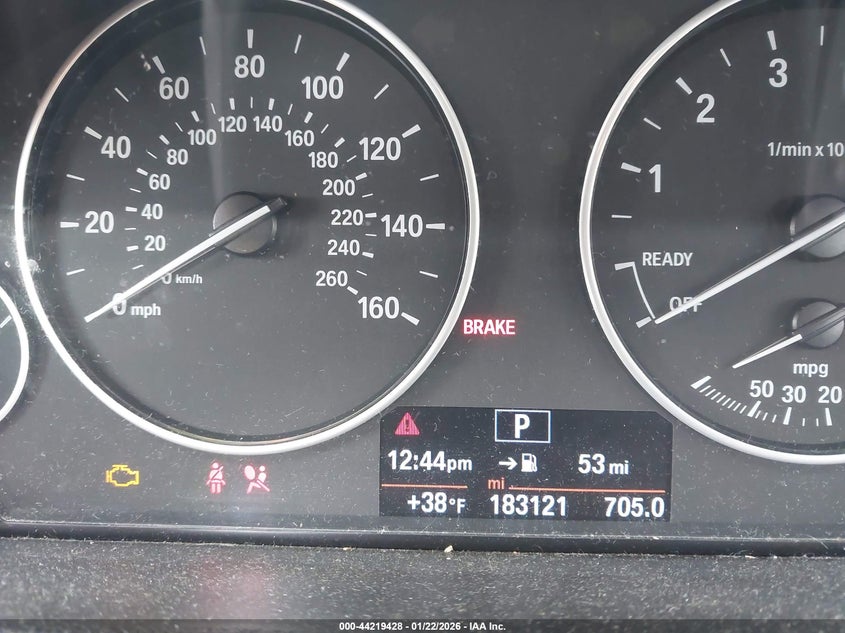 20
40
60
80
100
120
140
160
0 mph
20
40
60
80
100
120
140
160
180
200
220
240
260
0 km/h
BRAKE
1
2
3
1/min x 10
READY
OFF
mpg
50 30 20
P
12:44pm 53 mi
mi
+38°F 183121 705.0
000-44219428 - 01/22/2026 - IAA Inc.